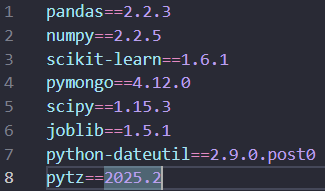 1 pandas==2.2.3
2 numpy==2.2.5
3 scikit-learn==1.6.1
4 pymongo==4.12.0
5 scipy==1.15.3
6 joblib==1.5.1
7 python-dateutil==2.9.0.post0
8 pytz==2025.2